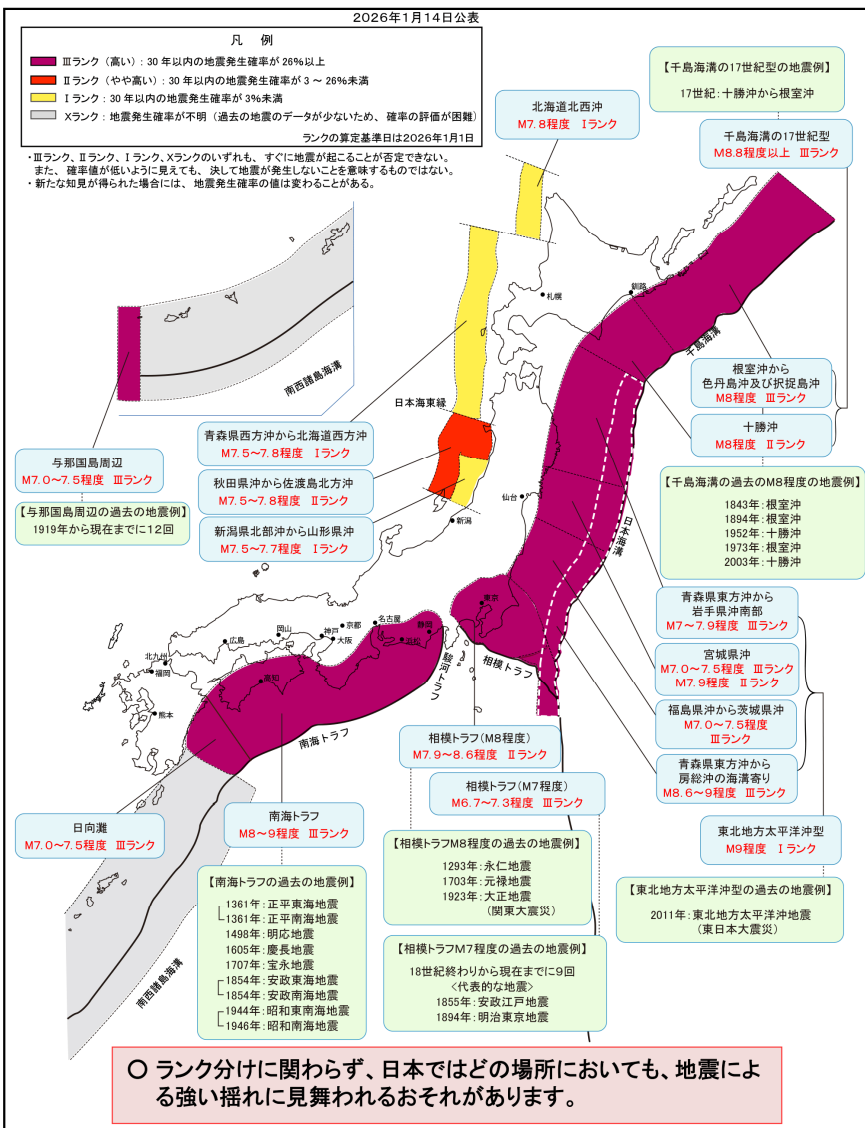 2026年1月14日公表
凡 例
Ⅲランク（高い）：30年以内の地震発生確率が26%以上
Ⅱランク（やや高い）：30年以内の地震発生確率が3～26%未満
Ⅰランク：30年以内の地震発生確率が3%未満
Xランク：地震発生確率が不明（過去の地震のデータが少ないため、確率の評価が困難）
ランクの算定基準日は2026年1月1日
・Ⅲランク、Ⅱランク、Ⅰランク、Xランクのいずれも、すぐに地震が起こることが否定できない。
また、確率値が低いように見えても、決して地震が発生しないことを意味するものではない。
・新たな知見が得られた場合には、地震発生確率の値は変わることがある。
【千島海溝の17世紀型の地震例】
17世紀：十勝沖から根室沖
北海道北西沖
M7.8程度 Ⅰランク
千島海溝の17世紀型
M8.8程度以上 Ⅲランク
札幌
釧路
千島海溝
南西諸島海溝
日本海東縁
根室沖から
色丹島沖及び択捉島沖
M8程度 Ⅲランク
十勝沖
M8程度 Ⅱランク
青森県西方沖から北海道西方沖
M7.5～7.8程度 Ⅰランク
与那国島周辺
M7.0～7.5程度 Ⅲランク
秋田県沖から佐渡島北方沖
M7.5～7.8程度 Ⅱランク
【与那国島周辺の過去の地震例】
1919年から現在までに12回
新潟県北部沖から山形県沖
M7.5～7.7程度 Ⅰランク
仙台
新潟
日本海溝
【千島海溝の過去のM8程度の地震例】
1843年：根室沖
1894年：根室沖
1952年：十勝沖
1973年：根室沖
2003年：十勝沖
青森県東方沖から
岩手県沖南部
M7～7.9程度 Ⅲランク
東京
名古屋
静岡
浜松
京都
神戸
大阪
岡山
広島
北九州
福岡
高知
熊本
相模トラフ
駿河トラフ
南海トラフ
宮城県沖
M7.0～7.5程度 Ⅲランク
M7.9程度 Ⅱランク
福島県沖から茨城県沖
M7.0～7.5程度
Ⅲランク
青森県東方沖から
房総沖の海溝寄り
M8.6～9程度 Ⅲランク
相模トラフ(M8程度)
M7.9～8.6程度 Ⅱランク
相模トラフ(M7程度)
M6.7～7.3程度 Ⅲランク
日向灘
M7.0～7.5程度 Ⅲランク
南海トラフ
M8～9程度 Ⅲランク
東北地方太平洋沖型
M9程度 Ⅰランク
【相模トラフM8程度の過去の地震例】
1293年：永仁地震
1703年：元禄地震
1923年：大正地震
(関東大震災)
【南海トラフの過去の地震例】
1361年：正平東海地震
1361年：正平南海地震
1498年：明応地震
1605年：慶長地震
1707年：宝永地震
1854年：安政東海地震
1854年：安政南海地震
1944年：昭和東南海地震
1946年：昭和南海地震
【東北地方太平洋沖型の過去の地震例】
2011年：東北地方太平洋沖地震
(東日本大震災)
【相模トラフM7程度の過去の地震例】
18世紀終わりから現在までに9回
<代表的な地震>
1855年：安政江戸地震
1894年：明治東京地震
南西諸島海溝
○ ランク分けに関わらず、日本ではどの場所においても、地震によ
る強い揺れに見舞われるおそれがあります。